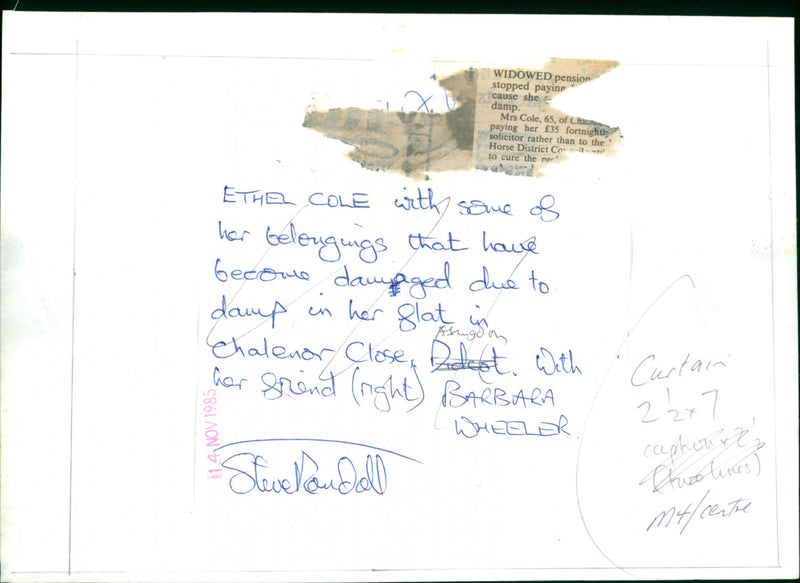 WIDOWED pension
stopped paying
cause she
damp.
Mrs Cole, 65, of
paying her £35 fortnightl
solicitor rather than to the
Horse District
to cure the
ETHEL COLE with some of
her belongings that have
become damaged due to
damp in her flat in
Abingdon
Chalenor Close, Didcot. With
her friend (right) BARBARA
WHEELER.
14 NOV 1985
Steve Randall
Curtain
2 1/2 x 7
caption x 2
(two lines)
M4/centre